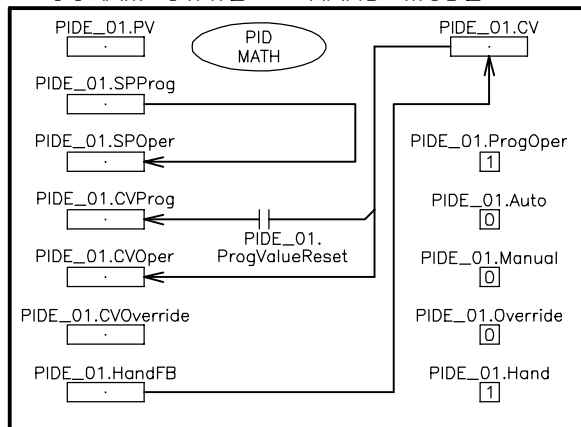 PIDE_01.PV
PID
MATH
PIDE_01.CV
PIDE_01.SPProg
PIDE_01.SPOper
PIDE_01.ProgOper
1
PIDE_01.CVProg
PIDE_01.Auto
0
PIDE_01.
ProgValueReset
PIDE_01.CVOper
PIDE_01.Manual
0
PIDE_01.CVOverride
PIDE_01.Override
0
PIDE_01.HandFB
PIDE_01.Hand
1